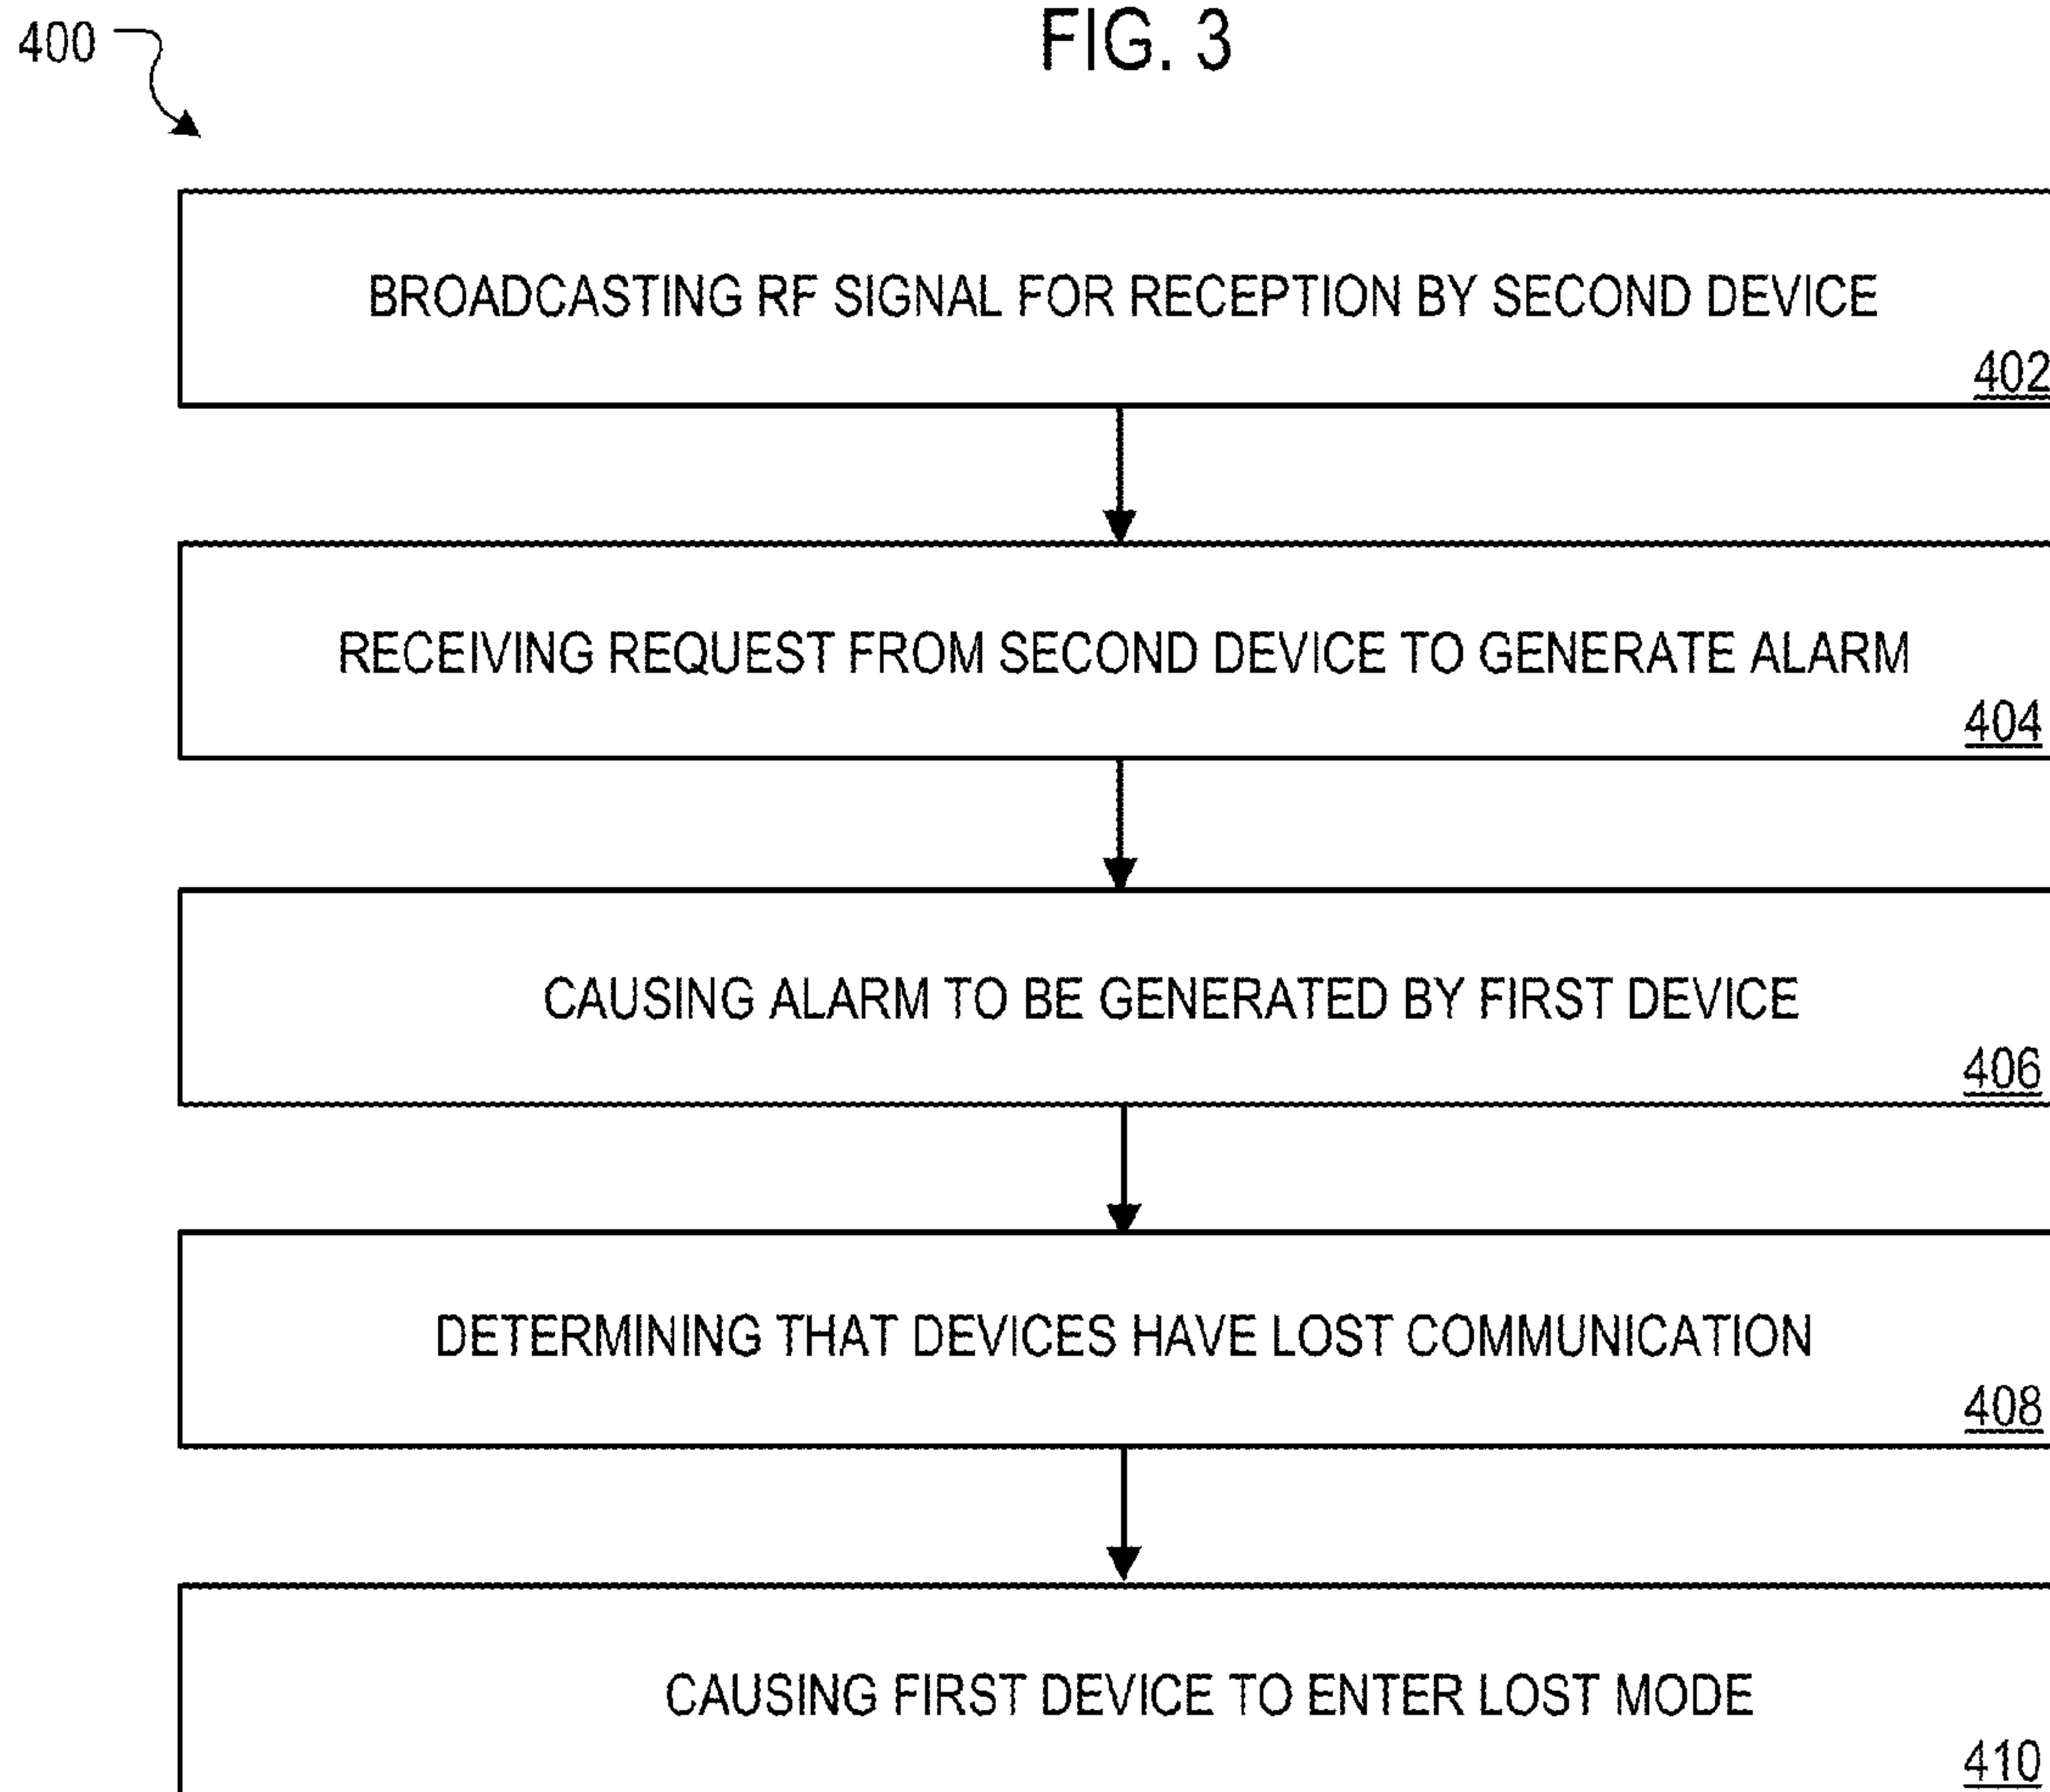 FIG. 3
400
BROADCASTING RF SIGNAL FOR RECEPTION BY SECOND DEVICE
402
RECEIVING REQUEST FROM SECOND DEVICE TO GENERATE ALARM
404
CAUSING ALARM TO BE GENERATED BY FIRST DEVICE
406
DETERMINING THAT DEVICES HAVE LOST COMMUNICATION
408
CAUSING FIRST DEVICE TO ENTER LOST MODE
410